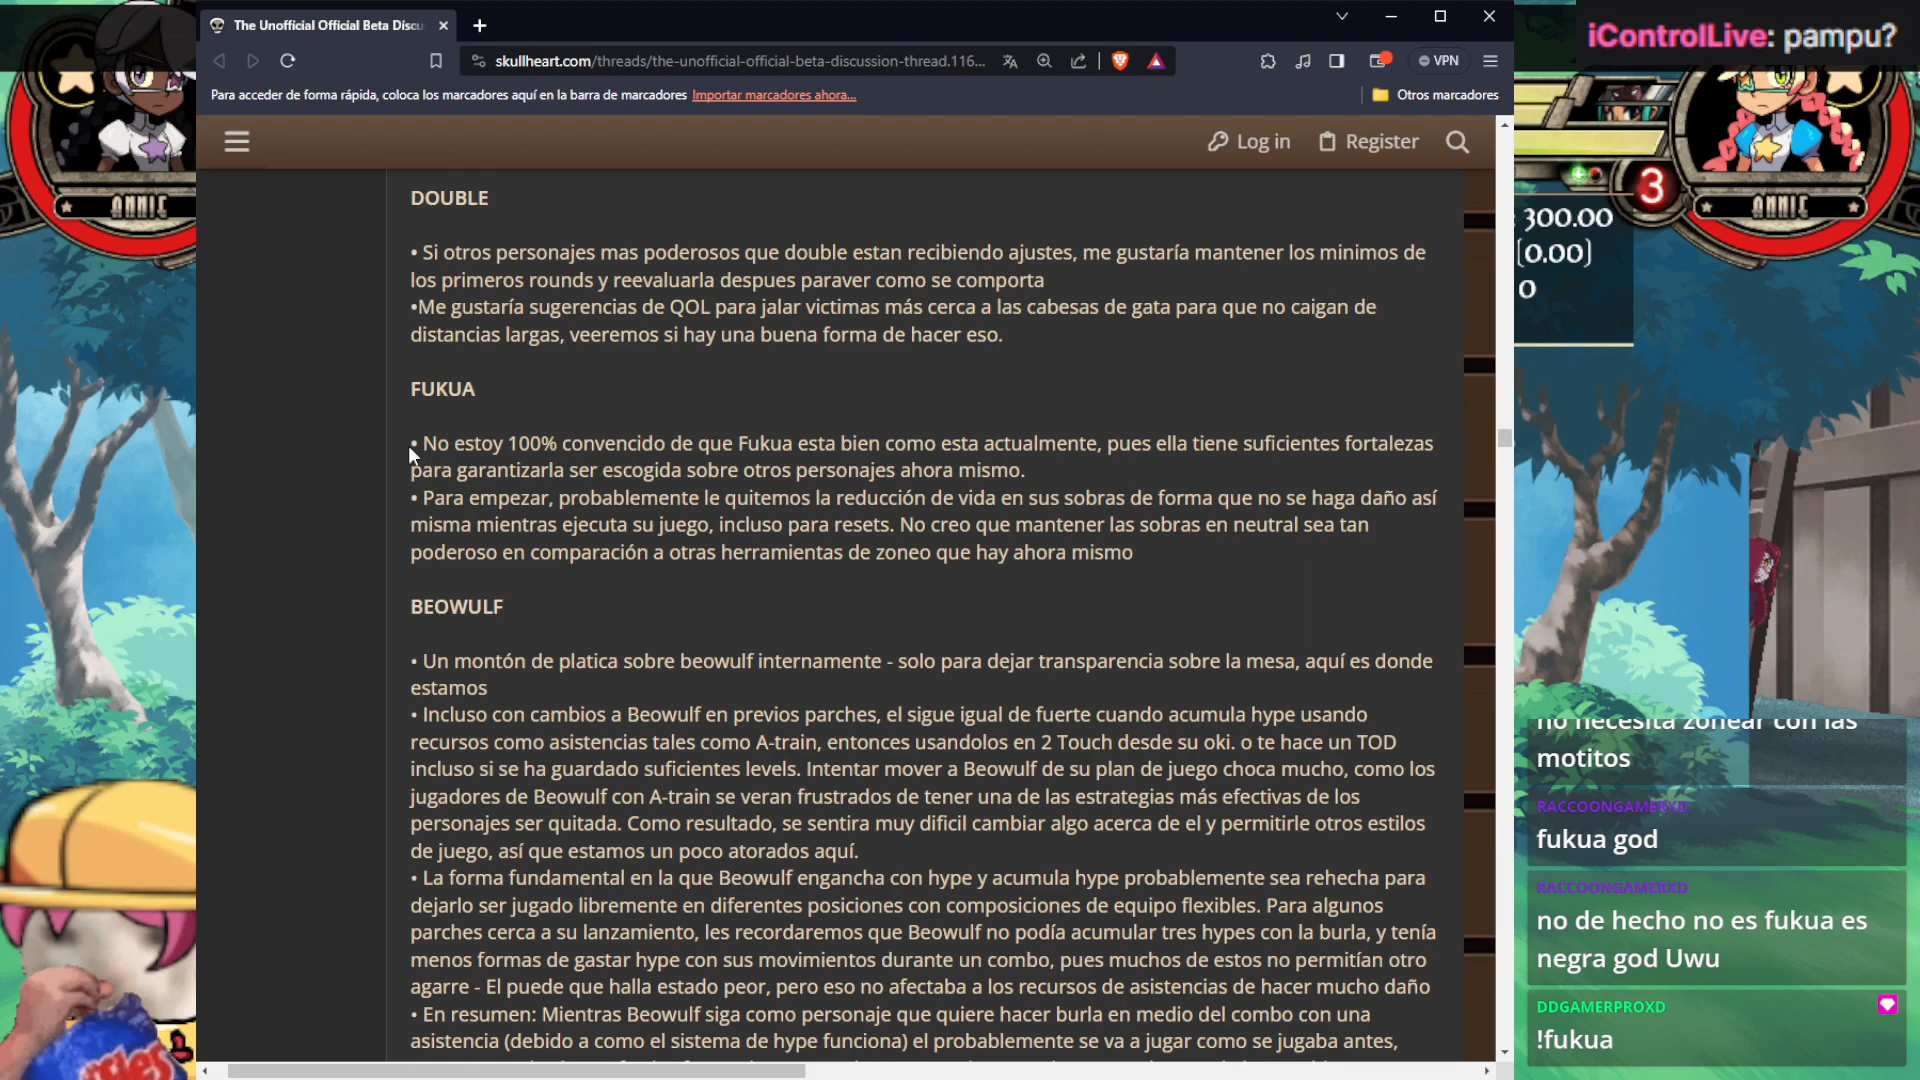 The Unofficial Official Beta Discu
skullheart.com/threads/the-unofficial-official-beta-discussion-thread.116...
VPN
Para acceder de forma rápida, coloca los marcadores aquí en la barra de marcadores Importar marcadores ahora...
Otros marcadores
Log in
Register
DOUBLE
• Si otros personajes mas poderosos que double estan recibiendo ajustes, me gustaría mantener los minimos de
los primeros rounds y reevaluarla despues paraver como se comporta
•Me gustaría sugerencias de QOL para jalar victimas más cerca a las cabesas de gata para que no caigan de
distancias largas, veeremos si hay una buena forma de hacer eso.
FUKUA
• No estoy 100% convencido de que Fukua esta bien como esta actualmente, pues ella tiene suficientes fortalezas
para garantizarla ser escogida sobre otros personajes ahora mismo.
• Para empezar, probablemente le quitemos la reducción de vida en sus sobras de forma que no se haga daño así
misma mientras ejecuta su juego, incluso para resets. No creo que mantener las sobras en neutral sea tan
poderoso en comparación a otras herramientas de zoneo que hay ahora mismo
BEOWULF
• Un montón de platica sobre beowulf internamente - solo para dejar transparencia sobre la mesa, aquí es donde
estamos
• Incluso con cambios a Beowulf en previos parches, el sigue igual de fuerte cuando acumula hype usando
recursos como asistencias tales como A-train, entonces usandolos en 2 Touch desde su oki. o te hace un TOD
incluso si se ha guardado suficientes levels. Intentar mover a Beowulf de su plan de juego choca mucho, como los
jugadores de Beowulf con A-train se veran frustrados de tener una de las estrategias más efectivas de los
personajes ser quitada. Como resultado, se sentira muy dificil cambiar algo acerca de el y permitirle otros estilos
de juego, así que estamos un poco atorados aquí.
• La forma fundamental en la que Beowulf engancha con hype y acumula hype probablemente sea rehecha para
dejarlo ser jugado libremente en diferentes posiciones con composiciones de equipo flexibles. Para algunos
parches cerca a su lanzamiento, les recordaremos que Beowulf no podía acumular tres hypes con la burla, y tenía
menos formas de gastar hype con sus movimientos durante un combo, pues muchos de estos no permitían otro
agarre - El puede que halla estado peor, pero eso no afectaba a los recursos de asistencias de hacer mucho daño
• En resumen: Mientras Beowulf siga como personaje que quiere hacer burla en medio del combo con una
asistencia (debido a como el sistema de hype funciona) el probablemente se va a jugar como se jugaba antes,
ANNIE
iControlLive: pampu?
ANNIE
3
300.00
(0.00)
0
no necesita zonear con las
motitos
RACCOONGAMERXD
fukua god
RACCOONGAMERXD
no de hecho no es fukua es
negra god Uwu
DDGAMERPROXD
!fukua